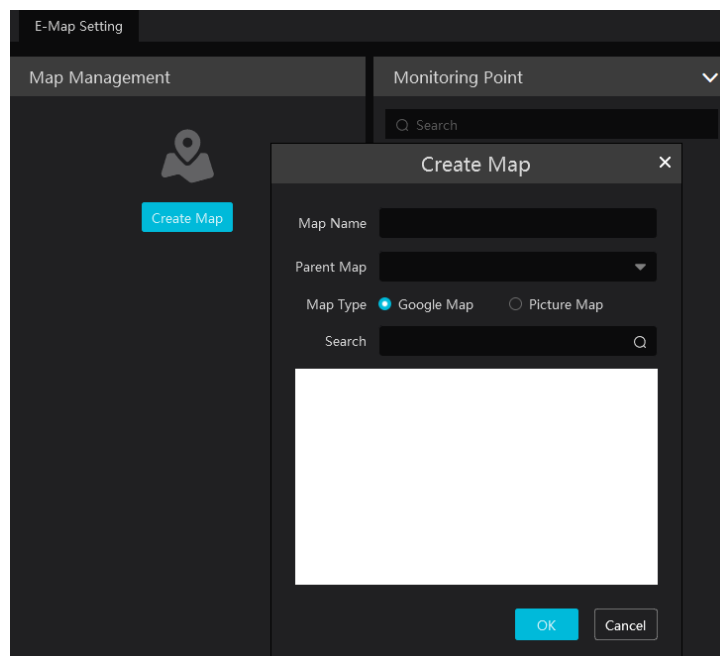 E-Map Setting
Map Management
Monitoring Point
Search
Create Map
Create Map
Map Name
Parent Map
Map Type Google Map Picture Map
Search
OK Cancel